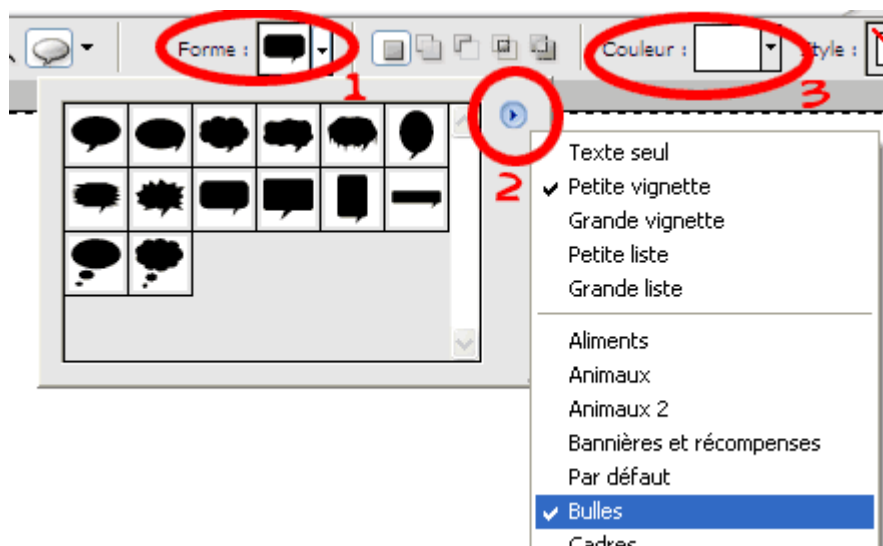 Forme :
Couleur :
Style :
1
2
3
Texte seul
Petite vignette
Grande vignette
Petite liste
Grande liste
Aliments
Animaux
Animaux 2
Bannières et récompenses
Par défaut
Bulles
Cadres